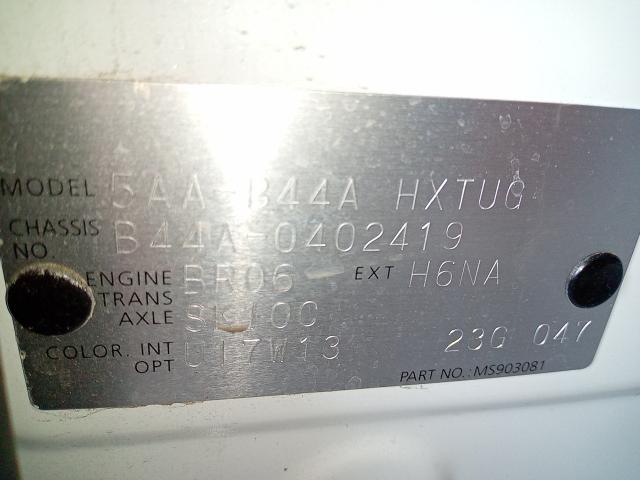 MODEL 5AA-B44A HXTUG
CHASSIS NO B44A-0402419
ENGINE BR06 EXT H6NA
TRANS AXLE
COLOR. INT OPT 23G 047
PART NO.: MS903081